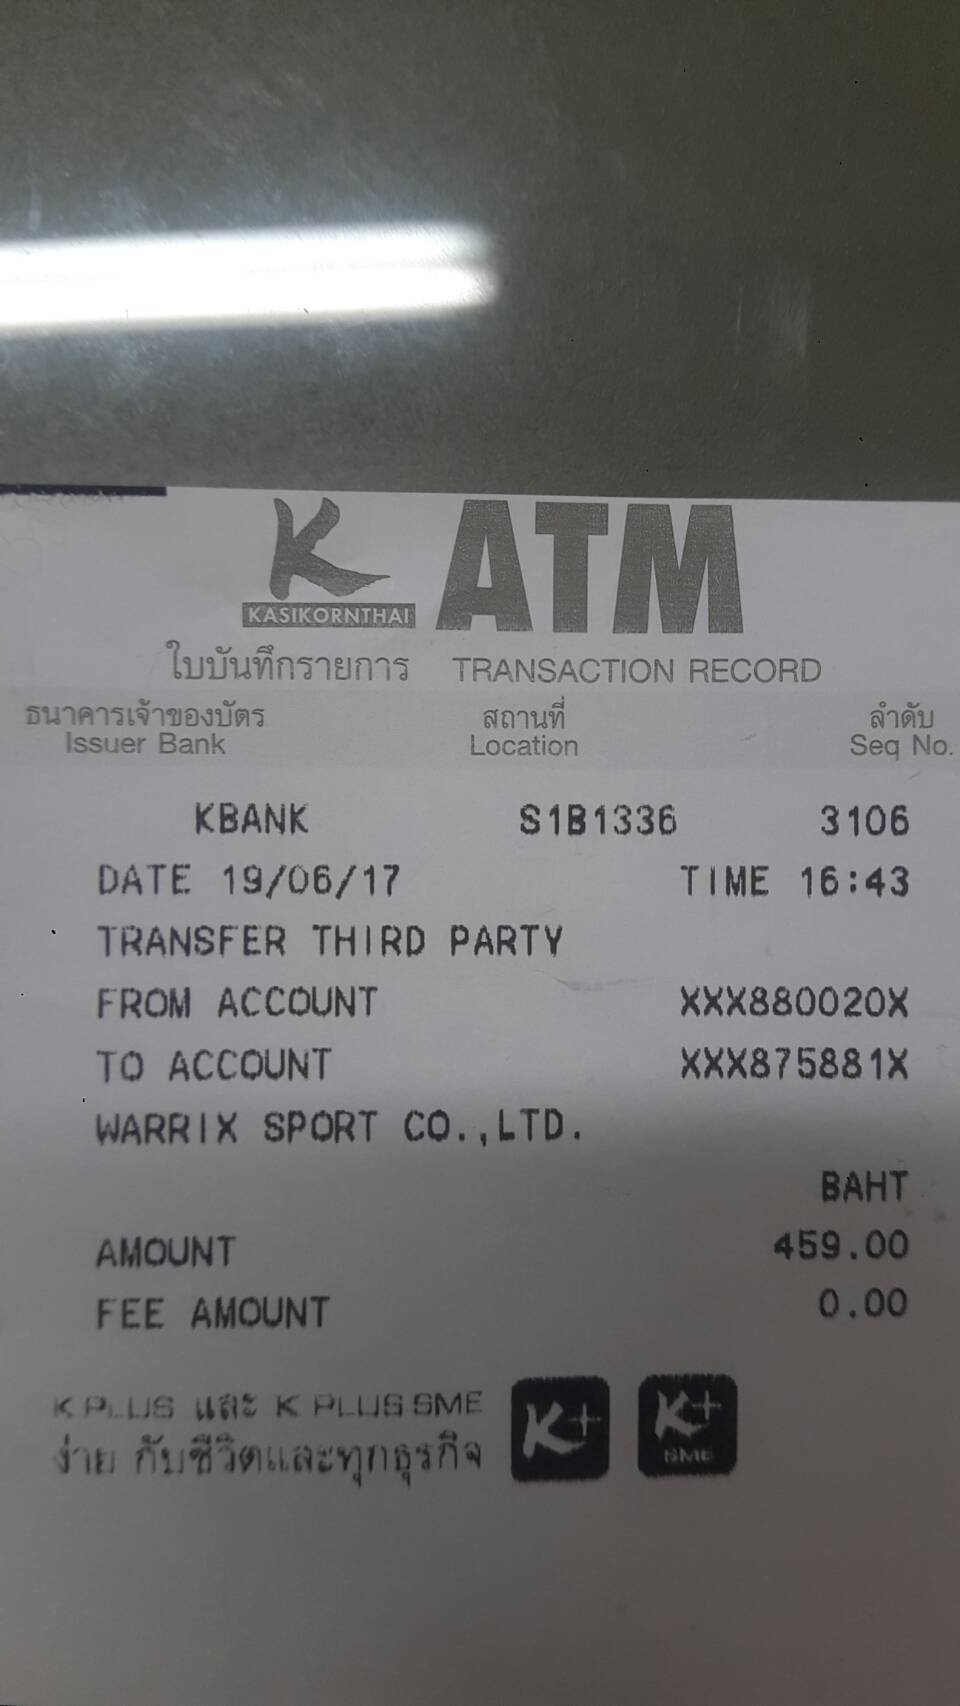 K ATM
KASIKORNTHAI
ใบบันทึกรายการ TRANSACTION RECORD
ธนาคารเจ้าของบัตร สถานที่ ลำดับ
Issuer Bank Location Seq No.
KBANK S1B1336 3106
DATE 19/06/17 TIME 16:43
TRANSFER THIRD PARTY
FROM ACCOUNT XXX880020X
TO ACCOUNT XXX875881X
WARRIX SPORT CO.,LTD.
BAHT
AMOUNT 459.00
FEE AMOUNT 0.00
K PLUS และ K PLUS SME K+ K+
SME
ง่าย กับชีวิตและทุกธุรกิจ